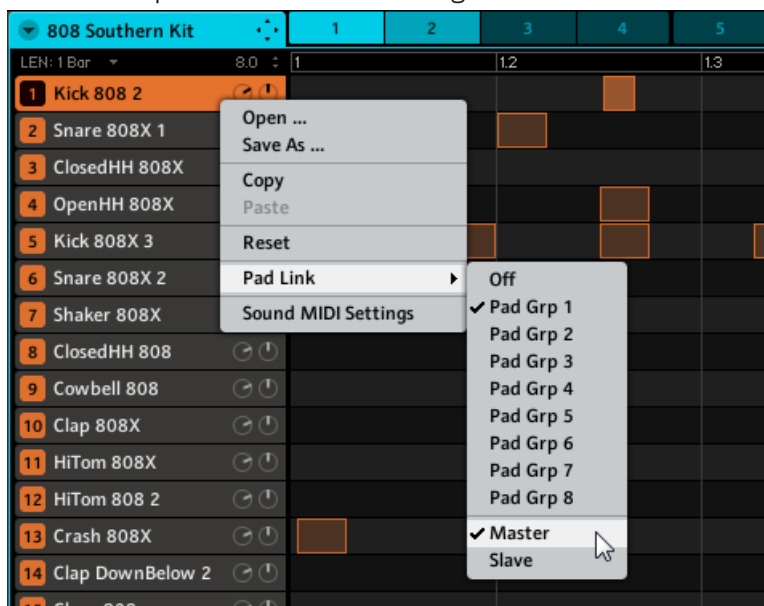 808 Southern Kit 1 2 3 4 5
LEN: 1 Bar 8.0 1 1.2 1.3
1 Kick 808 2
2 Snare 808X 1
3 ClosedHH 808X
4 OpenHH 808X
5 Kick 808X 3
6 Snare 808X 2
7 Shaker 808X
8 ClosedHH 808
9 Cowbell 808
10 Clap 808X
11 HiTom 808X
12 HiTom 808 2
13 Crash 808X
14 Clap DownBelow 2
Open ...
Save As ...
Copy
Paste
Reset
Pad Link
Sound MIDI Settings
Off
Pad Grp 1
Pad Grp 2
Pad Grp 3
Pad Grp 4
Pad Grp 5
Pad Grp 6
Pad Grp 7
Pad Grp 8
Master
Slave